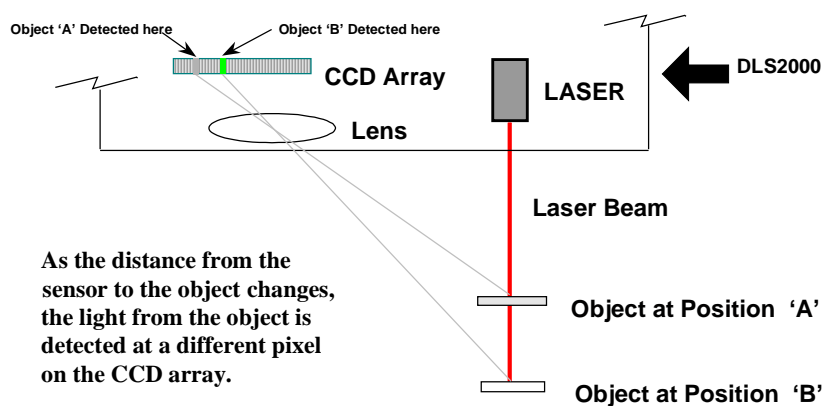 Object ‘A’ Detected here
Object ‘B’ Detected here
DLS2000
CCD Array
LASER
Lens
Laser Beam
As the distance from the
sensor to the object changes,
the light from the object is
detected at a different pixel
on the CCD array.
Object at Position ‘A’
Object at Position ‘B’